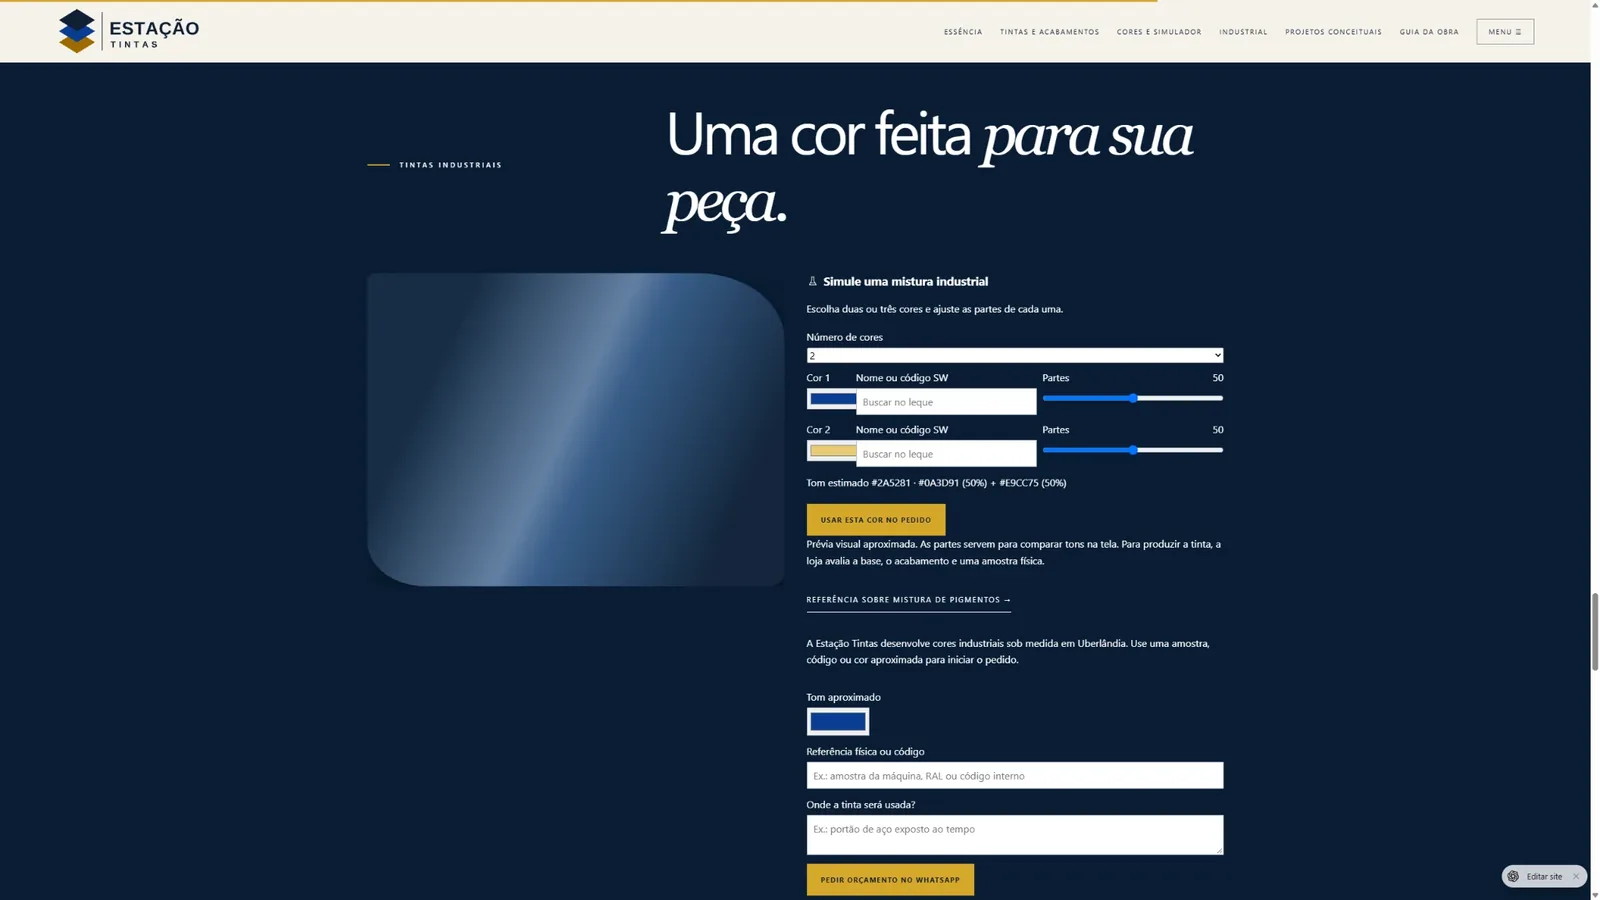 ESTAÇÃO
TINTAS
ESSÊNCIA TINTAS E ACABAMENTOS CORES E SIMULADOR INDUSTRIAL PROJETOS CONCEITUAIS GUIA DA OBRA MENU ☰
TINTAS INDUSTRIAIS
Uma cor feita para sua
peça.
Simule uma mistura industrial
Escolha duas ou três cores e ajuste as partes de cada uma.
Número de cores
2
Cor 1 Nome ou código SW Partes 50
Buscar no leque
Cor 2 Nome ou código SW Partes 50
Buscar no leque
Tom estimado #2A5281 · #0A3D91 (50%) + #E9CC75 (50%)
USAR ESTA COR NO PEDIDO
Prévia visual aproximada. As partes servem para comparar tons na tela. Para produzir a tinta, a
loja avalia a base, o acabamento e uma amostra física.
REFERÊNCIA SOBRE MISTURA DE PIGMENTOS →
A Estação Tintas desenvolve cores industriais sob medida em Uberlândia. Use uma amostra,
código ou cor aproximada para iniciar o pedido.
Tom aproximado
Referência física ou código
Ex.: amostra da máquina, RAL ou código interno
Onde a tinta será usada?
Ex.: portão de aço exposto ao tempo
PEDIR ORÇAMENTO NO WHATSAPP
Editar site ×